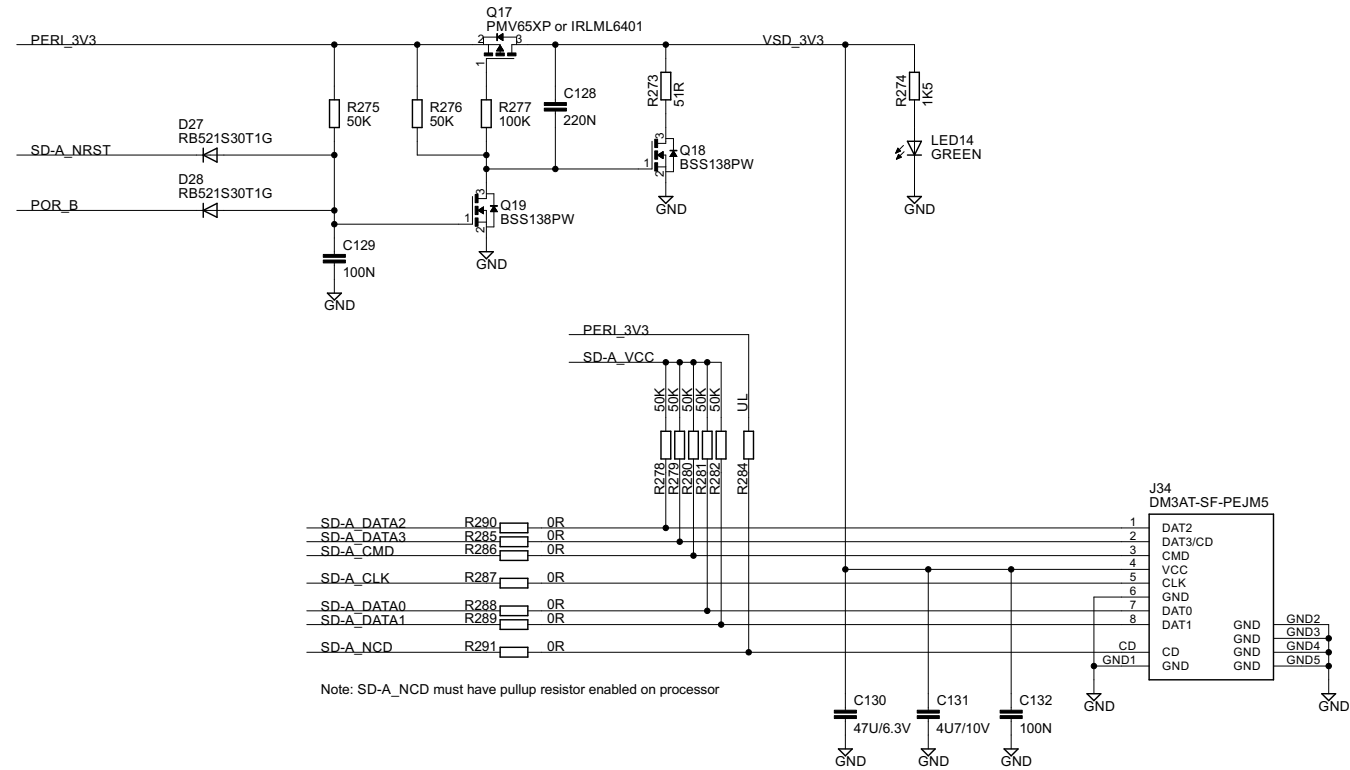 Q17
PMV65XP or IRLML6401
PERI_3V3
2
3
1
VSD_3V3
R275
50K
R276
50K
R277
100K
C128
220N
R273
51R
R274
1K5
D27
RB521S30T1G
SD-A_NRST
D28
RB521S30T1G
POR_B
3
1
2
Q18
BSS138PW
GND
LED14
GREEN
GND
3
1
2
Q19
BSS138PW
GND
C129
100N
GND
PERI_3V3
SD-A_VCC
50K
50K
50K
50K
50K
UL
R278
R279
R280
R281
R282
R284
J34
DM3AT-SF-PEJM5
SD-A_DATA2 R290 0R 1 DAT2
SD-A_DATA3 R285 0R 2 DAT3/CD
SD-A_CMD R286 0R 3 CMD
4 VCC
SD-A_CLK R287 0R 5 CLK
6 GND
SD-A_DATA0 R288 0R 7 DAT0
SD-A_DATA1 R289 0R 8 DAT1 GND GND2
GND GND3
SD-A_NCD R291 0R CD CD GND GND4
GND1 GND GND GND5
Note: SD-A_NCD must have pullup resistor enabled on processor
GND
GND
C130
47U/6.3V
GND
C131
4U7/10V
GND
C132
100N
GND